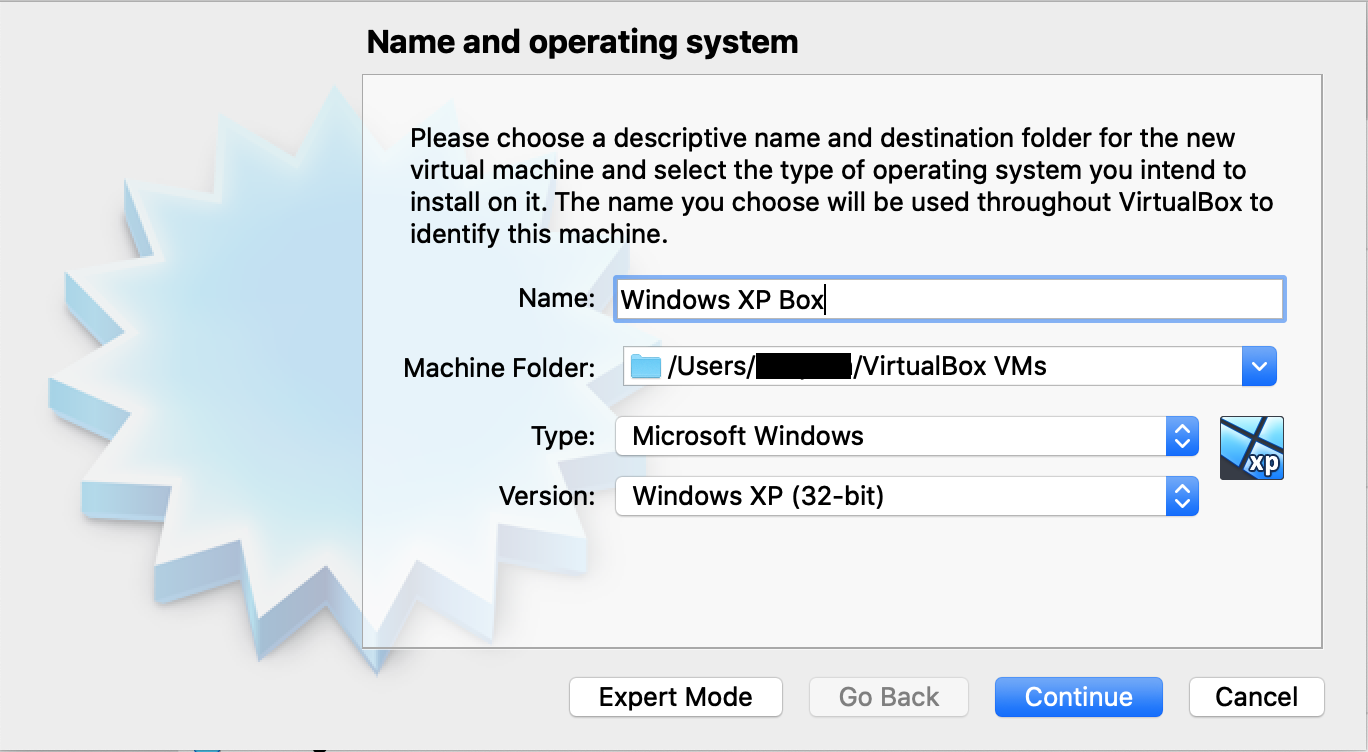 Name and operating system
Please choose a descriptive name and destination folder for the new
virtual machine and select the type of operating system you intend to
install on it. The name you choose will be used throughout VirtualBox to
identify this machine.
Name: Windows XP Box
Machine Folder: /Users/ /VirtualBox VMs
Type: Microsoft Windows
xp
Version: Windows XP (32-bit)
Expert Mode Go Back Continue Cancel